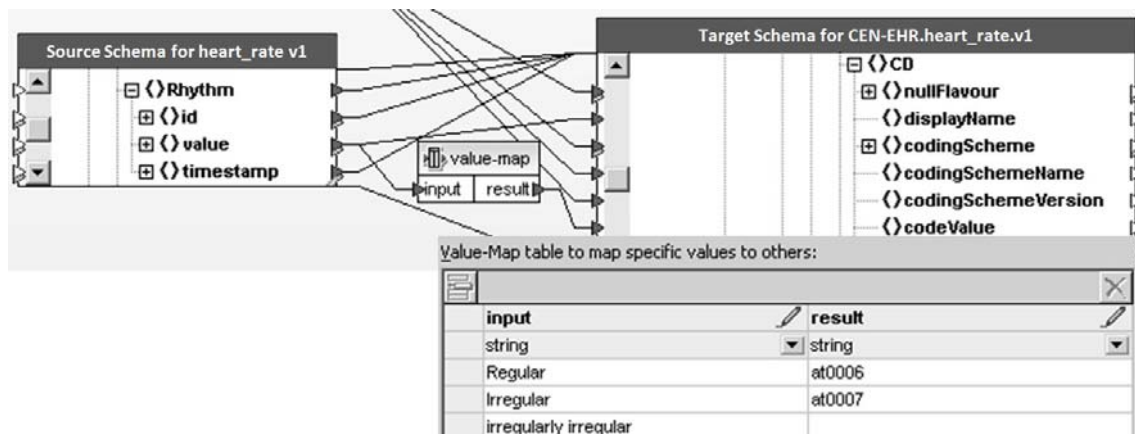 Source Schema for heart_rate v1
Rhythm
id
value
timestamp
value-map
input result
Target Schema for CEN-EHR.heart_rate.v1
CD
nullFlavour
displayName
codingScheme
codingSchemeName
codingSchemeVersion
codeValue
Value-Map table to map specific values to others:
input result
string string
Regular at0006
Irregular at0007
irregularly irregular